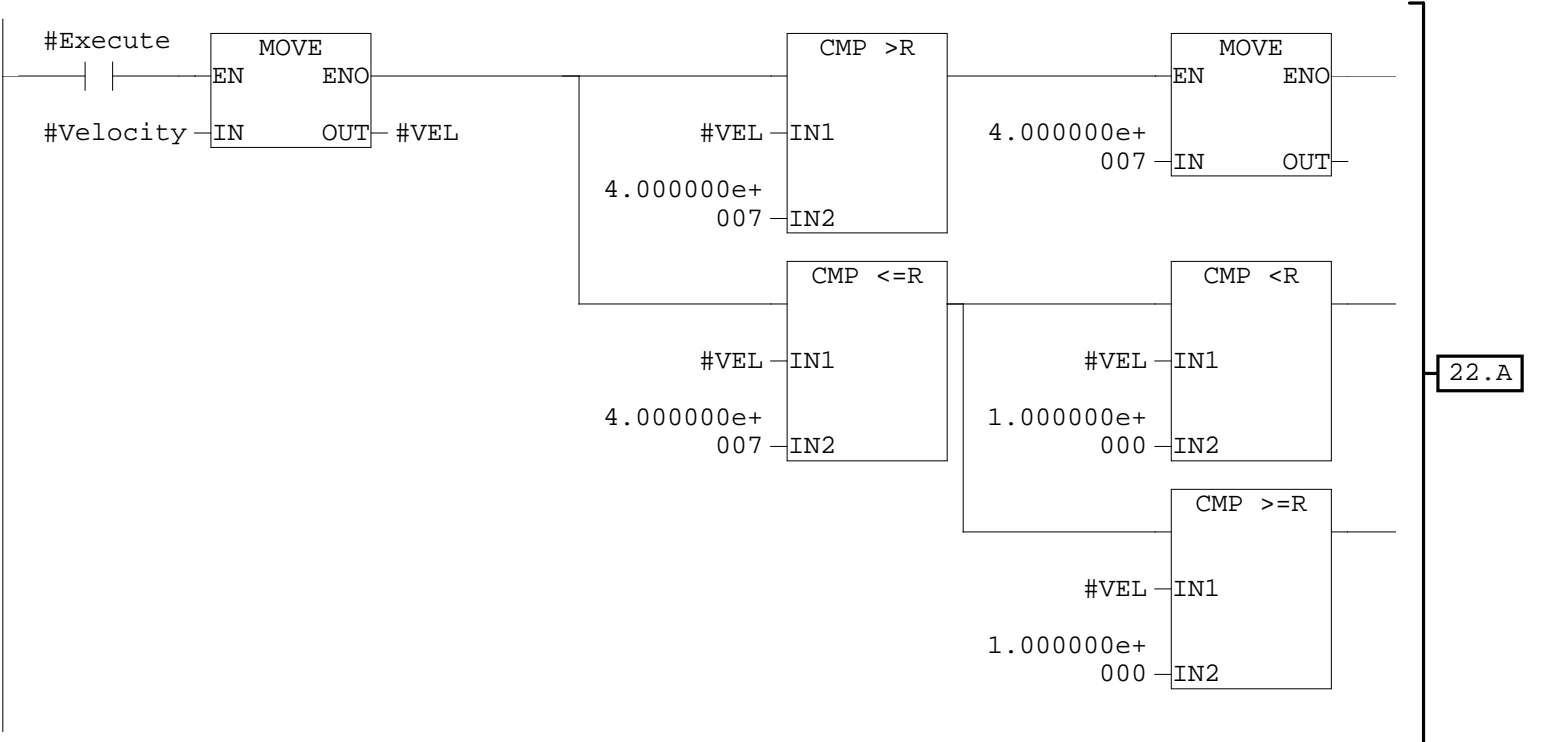 #Execute MOVE CMP >R MOVE
EN ENO EN ENO
#Velocity IN OUT #VEL #VEL IN1 4.000000e+
007 IN OUT
4.000000e+
007 IN2
CMP <=R CMP <R
#VEL IN1 #VEL IN1
22.A
4.000000e+ 1.000000e+
007 IN2 000 IN2
CMP >=R
#VEL IN1
1.000000e+
000 IN2